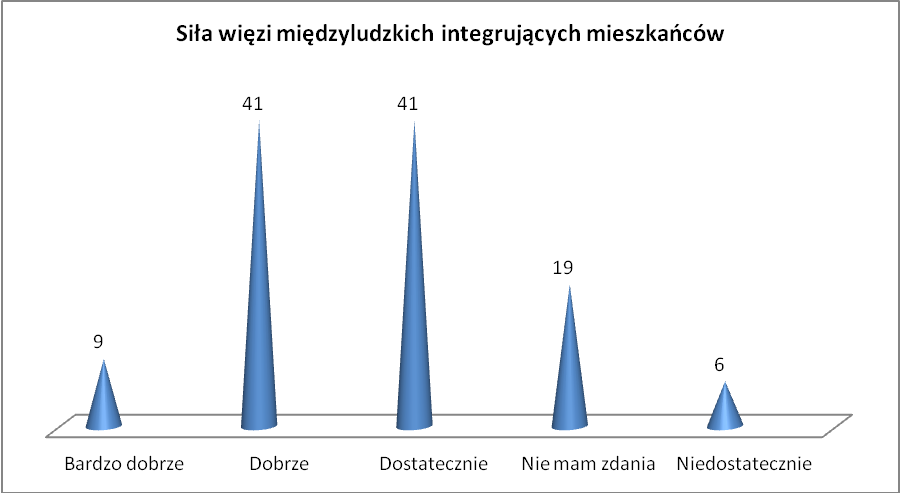 Siła więzi międzyludzkich integrujących mieszkańców
41
41
19
9
6
Bardzo dobrze
Dobrze
Dostatecznie
Nie mam zdania
Niedostatecznie